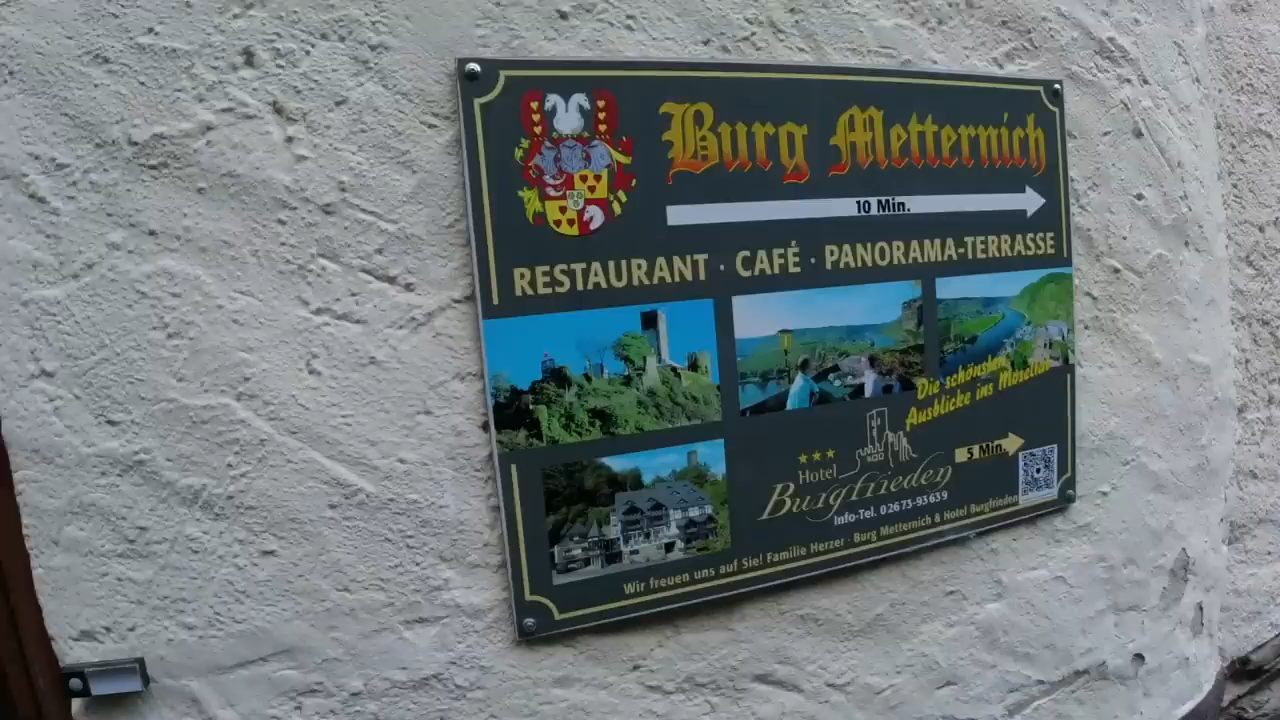 Burg Metternich
10 Min.
RESTAURANT · CAFÉ · PANORAMA-TERRASSE
Die schönsten
Ausblicke ins Moseltal
5 Min.
Hotel
Burgfrieden
Info-Tel. 02673-93639
Wir freuen uns auf Sie! Familie Herzer · Burg Metternich & Hotel Burgfrieden